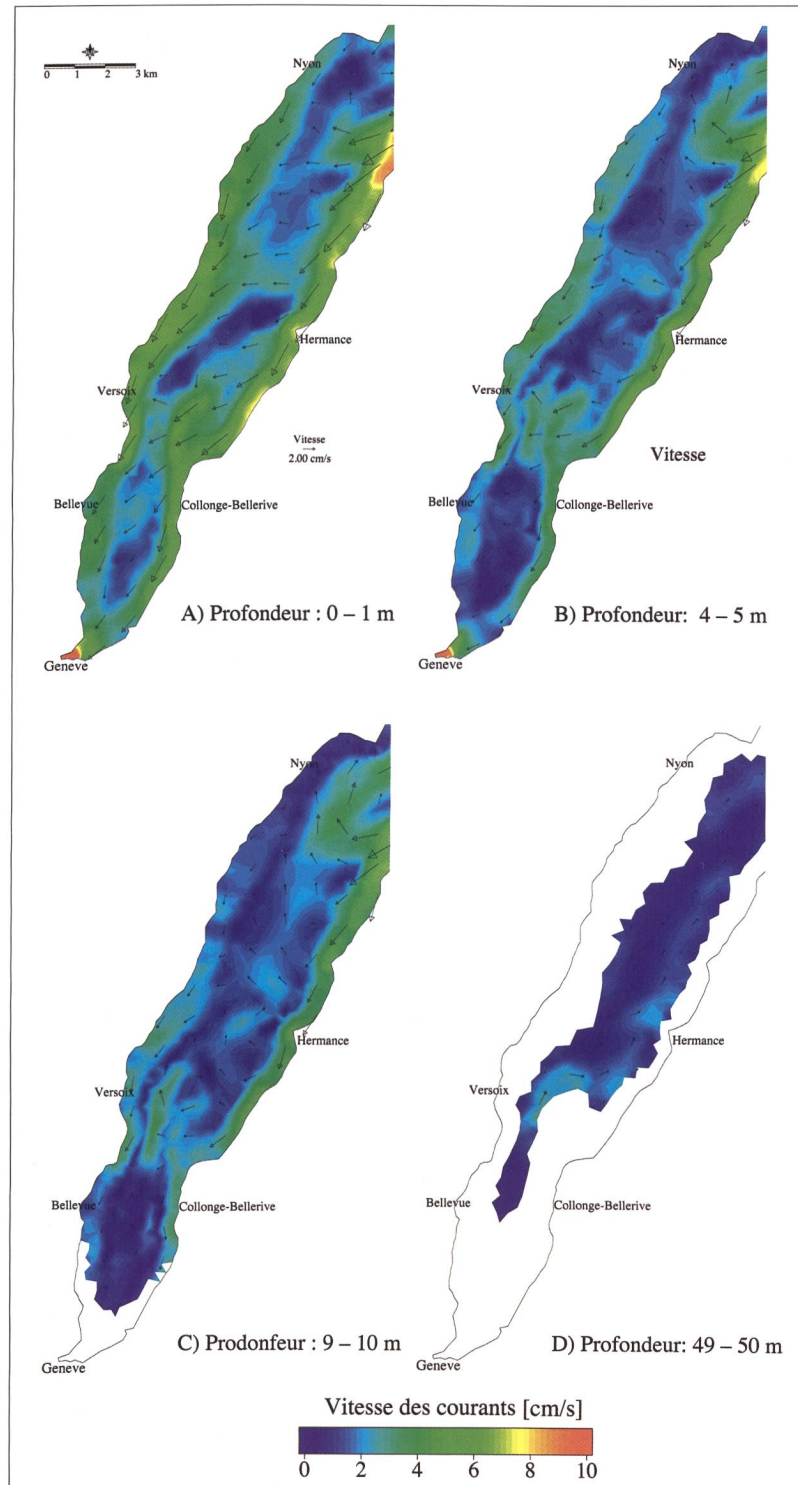 Nyon
0 1 2 3 km
Hermance
Versoix
Vitesse
2.00 cm/s
Bellevue
Collonge-Bellerive
A) Profondeur : 0 – 1 m
Geneve
Nyon
Hermance
Versoix
Vitesse
Bellevue
Collonge-Bellerive
B) Profondeur: 4 – 5 m
Geneve
Nyon
Hermance
Versoix
Bellevue
Collonge-Bellerive
C) Prodonfeur : 9 – 10 m
Geneve
Nyon
Hermance
Versoix
Bellevue
Collonge-Bellerive
D) Profondeur: 49 – 50 m
Geneve
Vitesse des courants [cm/s]
0 2 4 6 8 10